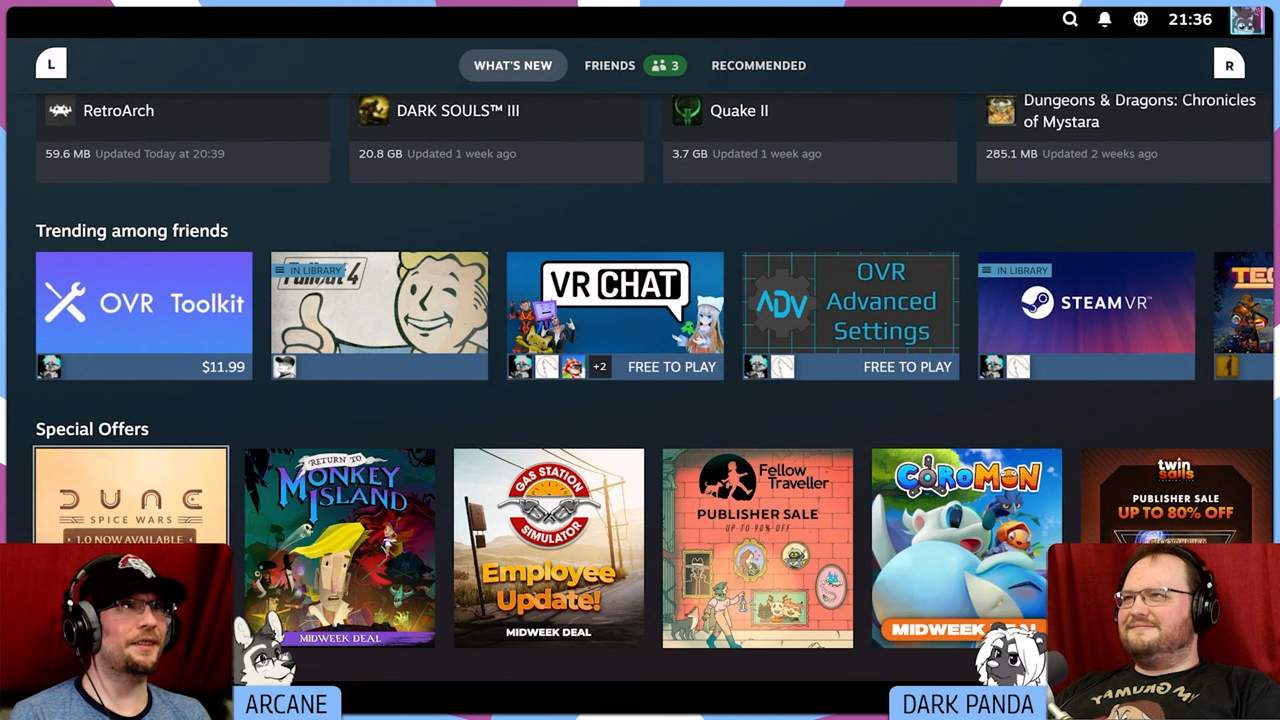 21:36
L
WHAT'S NEW
FRIENDS
3
RECOMMENDED
R
RetroArch
59.6 MB Updated Today at 20:39
DARK SOULS™ III
20.8 GB Updated 1 week ago
Quake II
3.7 GB Updated 1 week ago
Dungeons & Dragons: Chronicles
of Mystara
285.1 MB Updated 2 weeks ago
Trending among friends
OVR Toolkit
$11.99
IN LIBRARY
Fallout 4
VR CHAT
+2
FREE TO PLAY
ADV
OVR
Advanced
Settings
FREE TO PLAY
IN LIBRARY
STEAMVR™
Special Offers
DUNE
SPICE WARS
1.0 NOW AVAILABLE
RETURN TO
MONKEY
ISLAND
MIDWEEK DEAL
GAS STATION
SIMULATOR
Employee
Update!
MIDWEEK DEAL
Fellow
Traveller
PUBLISHER SALE
UP TO 90% OFF
COROMON
MIDWEEK
twin
sails
PUBLISHER SALE
UP TO 80% OFF
ARCANE
DARK PANDA